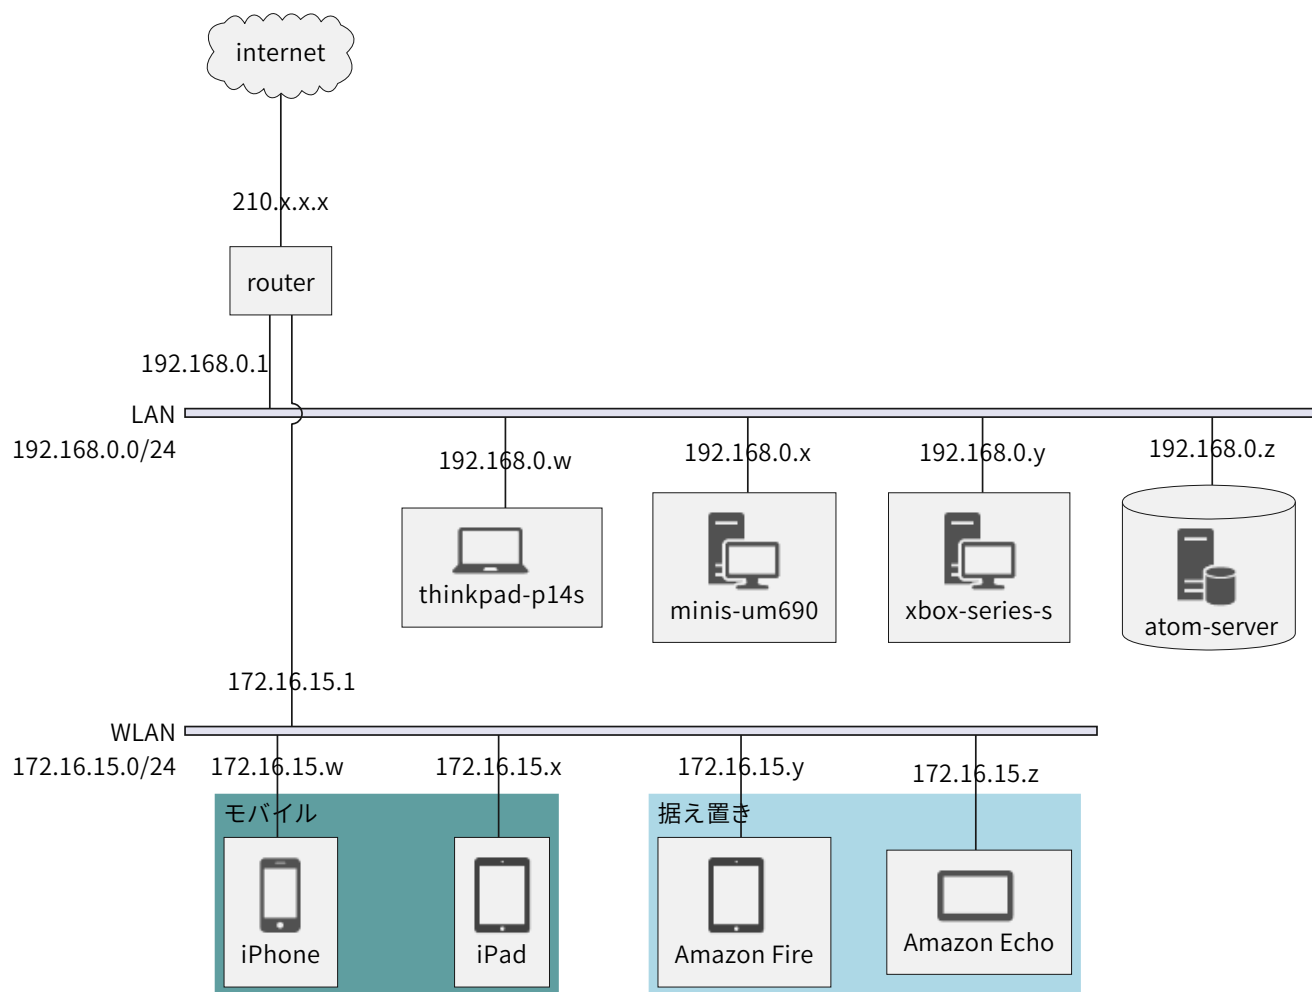 internet
210.x.x.x
router
192.168.0.1
LAN
192.168.0.0/24
192.168.0.w
192.168.0.x
192.168.0.y
192.168.0.z
thinkpad-p14s
minis-um690
xbox-series-s
atom-server
172.16.15.1
WLAN
172.16.15.0/24
172.16.15.w
172.16.15.x
172.16.15.y
172.16.15.z
モバイル
据え置き
iPhone
iPad
Amazon Fire
Amazon Echo